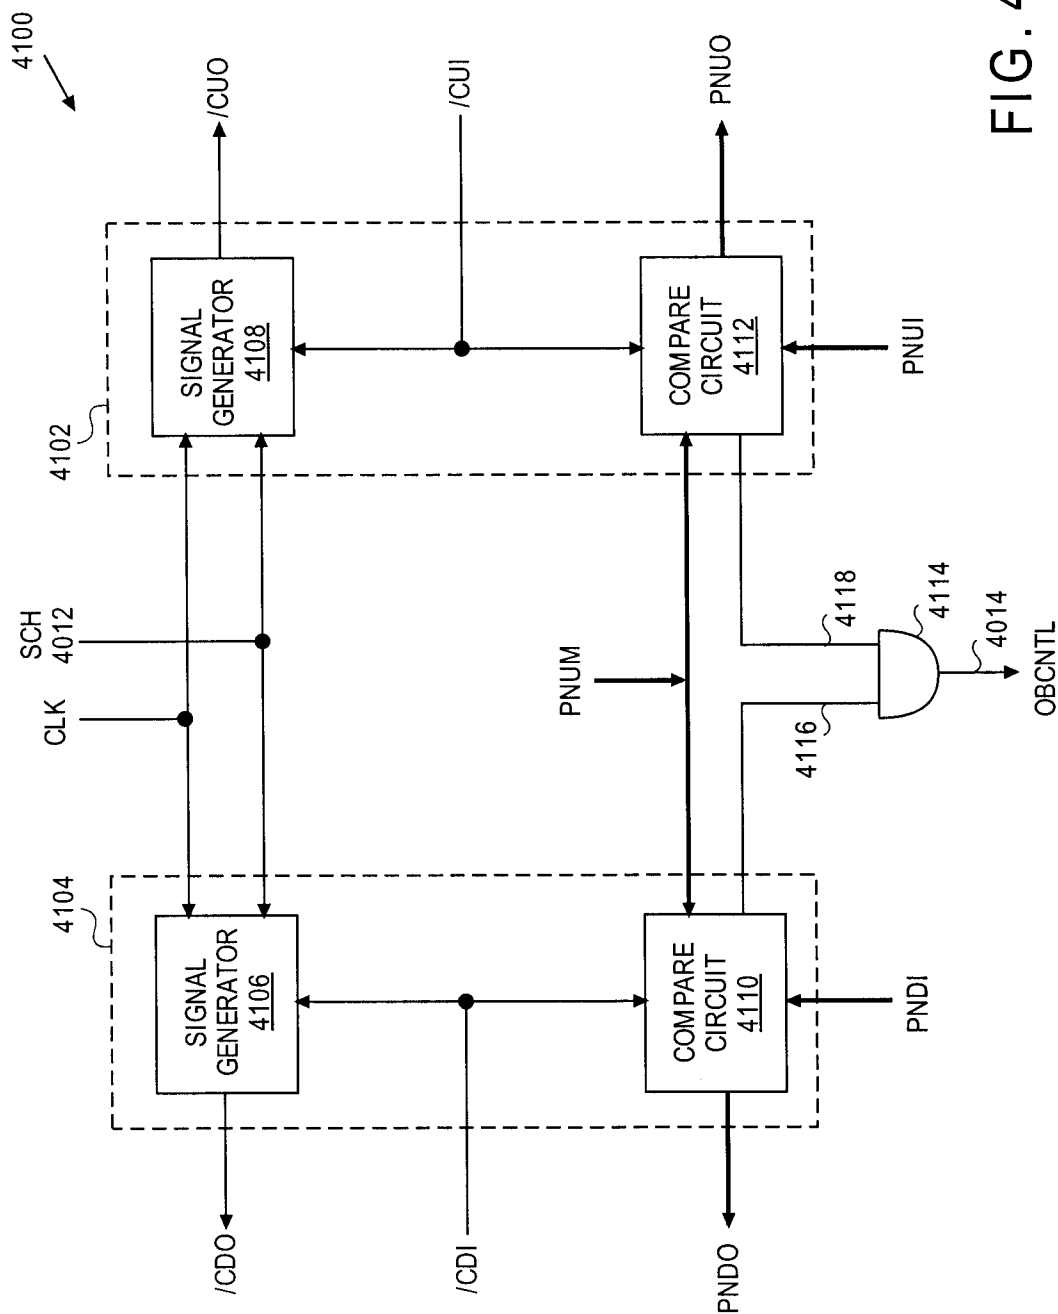 4100
/CUO
/CUI
PNUO
4102
SIGNAL
GENERATOR
4108
COMPARE
CIRCUIT
4112
PNUI
CLK
SCH
4012
PNUM
4118
4114
4116
4014
OBCNTL
4104
SIGNAL
GENERATOR
4106
COMPARE
CIRCUIT
4110
PNDI
/CDO
/CDI
PNDO
FIG. 4